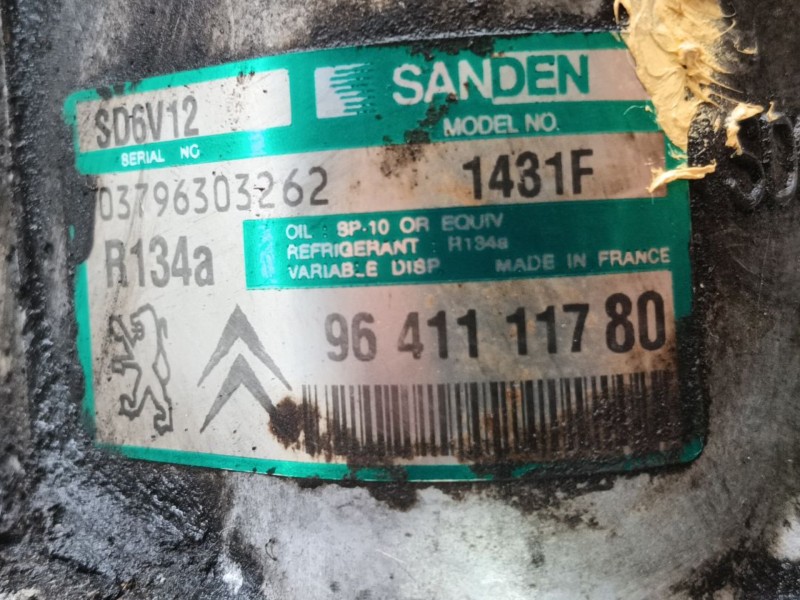 SD6V12
SANDEN
SERIAL NO
MODEL NO.
03796303262
1431F
R134a
OIL : SP-10 OR EQUIV
REFRIGERANT : R134a
VARIABLE DISP MADE IN FRANCE
96 411 117 80
SD